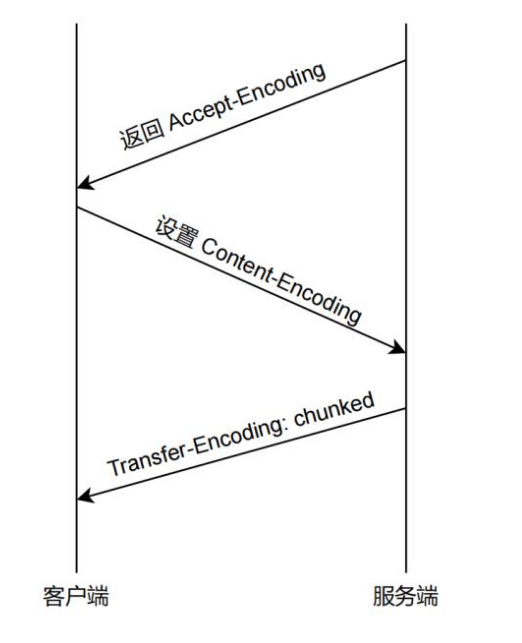 返回 Accept-Encoding
设置 Content-Encoding
Transfer-Encoding: chunked
客户端
服务端